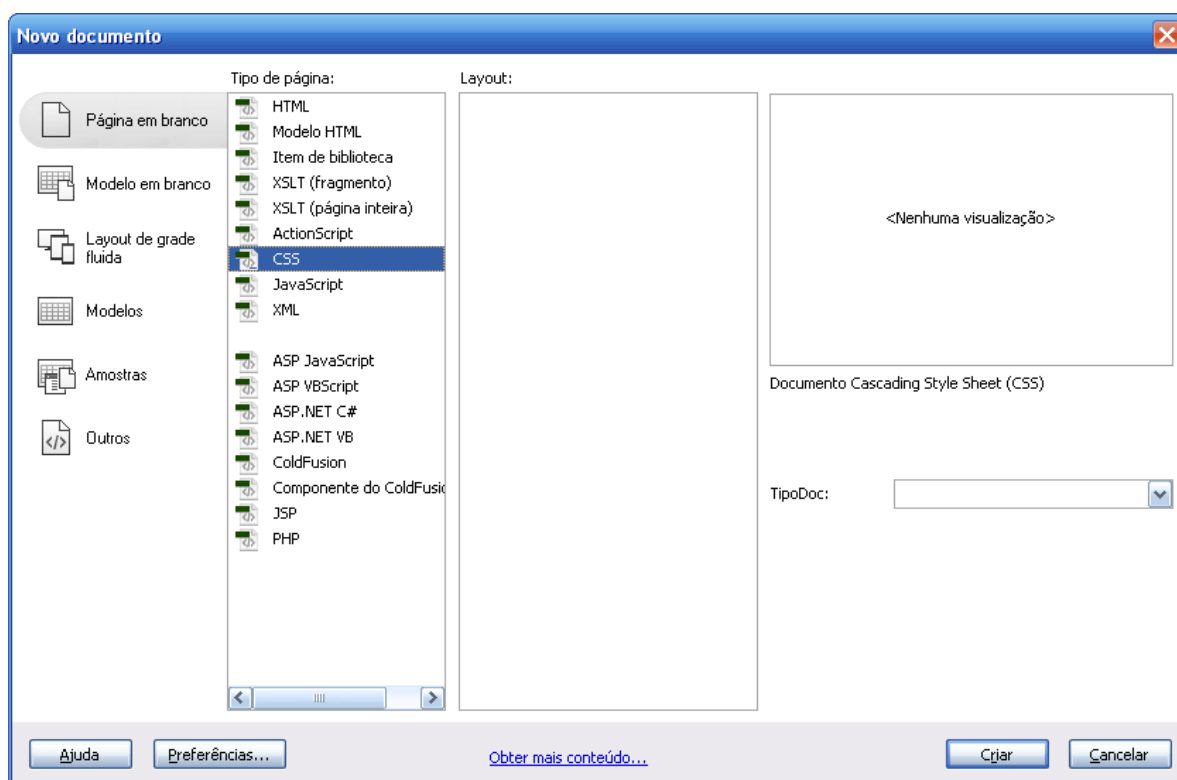 Novo documento
Tipo de página:
Layout:
Página em branco
Modelo em branco
Layout de grade
fluida
Modelos
Amostras
Outros
HTML
Modelo HTML
Item de biblioteca
XSLT (fragmento)
XSLT (página inteira)
ActionScript
CSS
JavaScript
XML
ASP JavaScript
ASP VBScript
ASP.NET C#
ASP.NET VB
ColdFusion
Componente do ColdFusio
JSP
PHP
<Nenhuma visualização>
Documento Cascading Style Sheet (CSS)
TipoDoc:
Ajuda
Preferências...
Obter mais conteúdo...
Criar
Cancelar